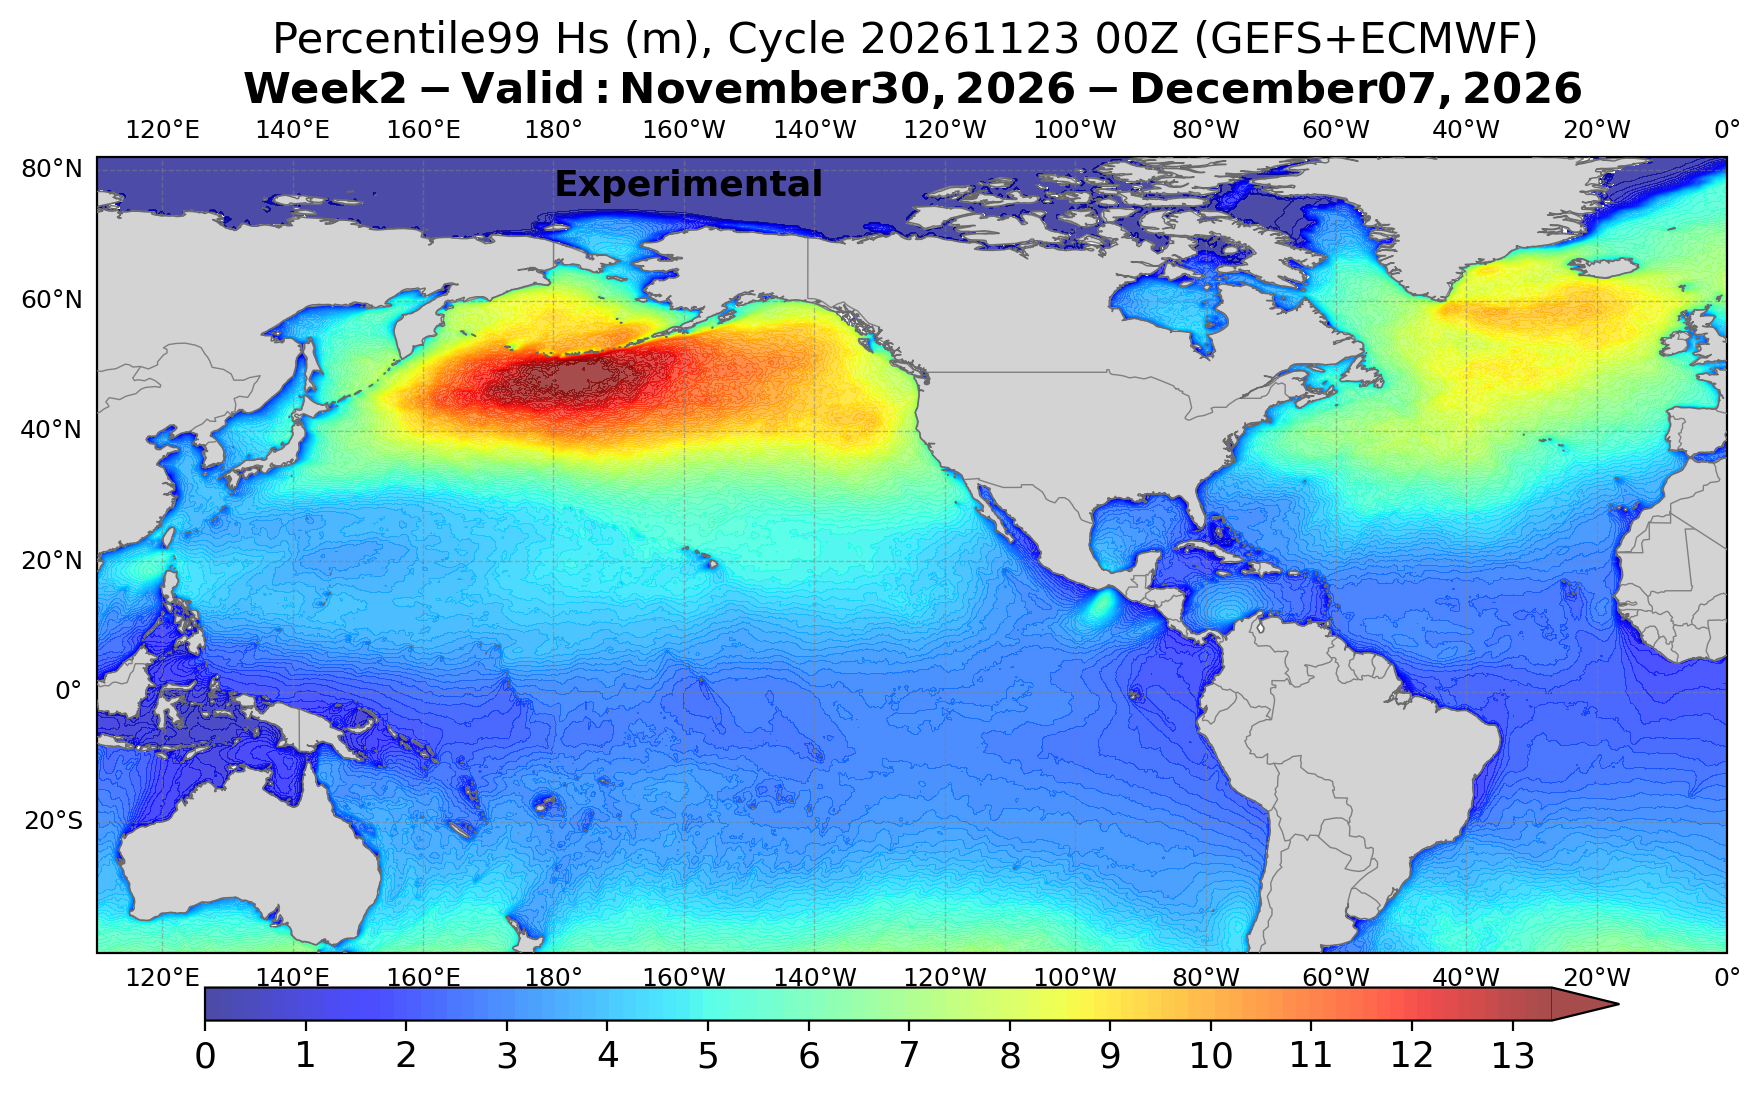 Percentile99 Hs (m), Cycle 20261123 00Z (GEFS+ECMWF)
Week2 − Valid : November30, 2026 − December07, 2026
120°E 140°E 160°E 180° 160°W 140°W 120°W 100°W 80°W 60°W 40°W 20°W 0°
80°N
Experimental
60°N
40°N
20°N
0°
20°S
120°E 140°E 160°E 180° 160°W 140°W 120°W 100°W 80°W 60°W 40°W 20°W 0°
0 1 2 3 4 5 6 7 8 9 10 11 12 13